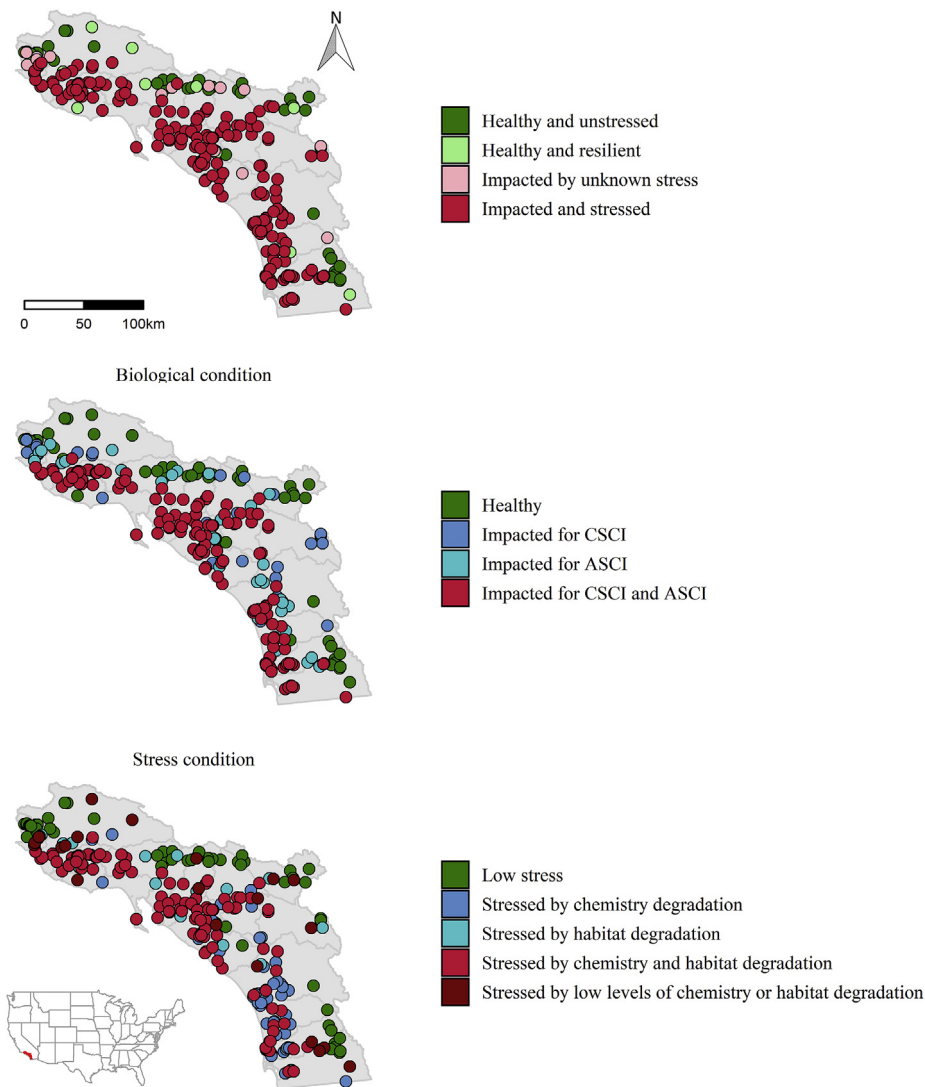 N
Healthy and unstressed
Healthy and resilient
Impacted by unknown stress
Impacted and stressed
0 50 100km
Biological condition
Healthy
Impacted for CSCI
Impacted for ASCI
Impacted for CSCI and ASCI
Stress condition
Low stress
Stressed by chemistry degradation
Stressed by habitat degradation
Stressed by chemistry and habitat degradation
Stressed by low levels of chemistry or habitat degradation